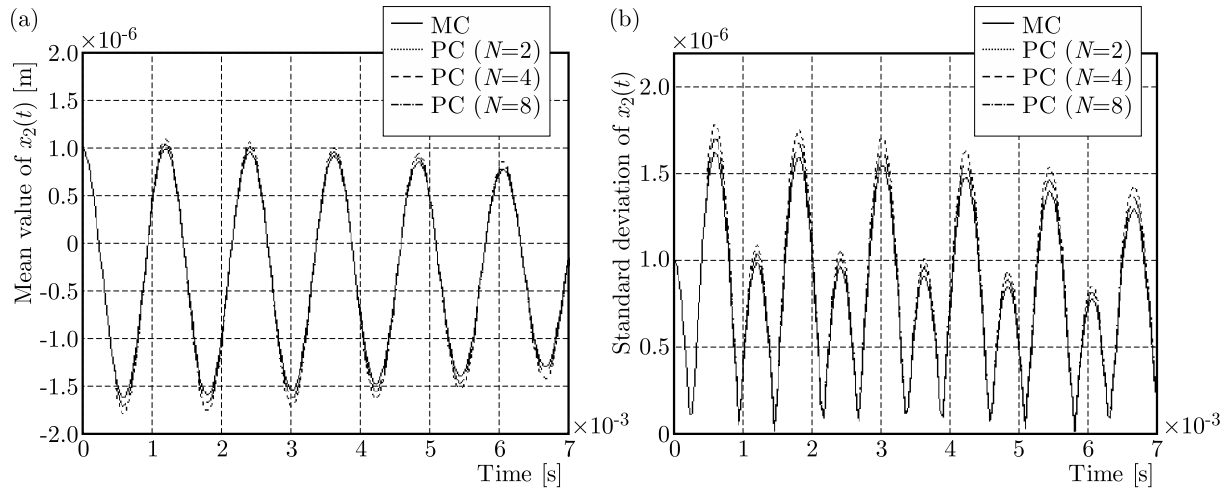 (a)
×10⁻⁶
MC
PC (N=2)
PC (N=4)
PC (N=8)
Mean value of x₂(t) [m]
2.0
1.5
1.0
0.5
0
-0.5
-1.0
-1.5
-2.0
0 1 2 3 4 5 6 7
×10⁻³
Time [s]
(b)
×10⁻⁶
MC
PC (N=2)
PC (N=4)
PC (N=8)
Standard deviation of x₂(t)
2.0
1.5
1.0
0.5
0
0 1 2 3 4 5 6 7
×10⁻³
Time [s]